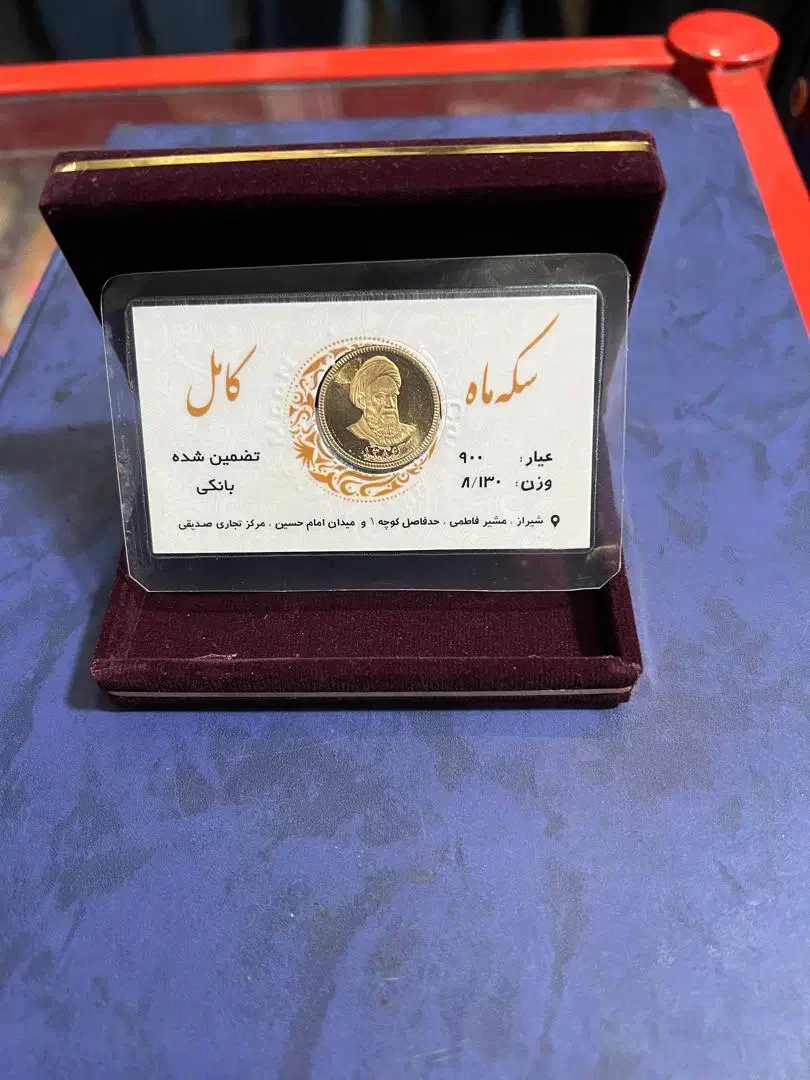 سکه ماه
کامل
عیار: ۹۰۰
وزن: ۸/۱۳۰
تضمین شده
بانکی
۱۳۸۶
شیراز . مشیر فاطمی . حدفاصل کوچه ۱ و میدان امام حسین . مرکز تجاری صدیقی